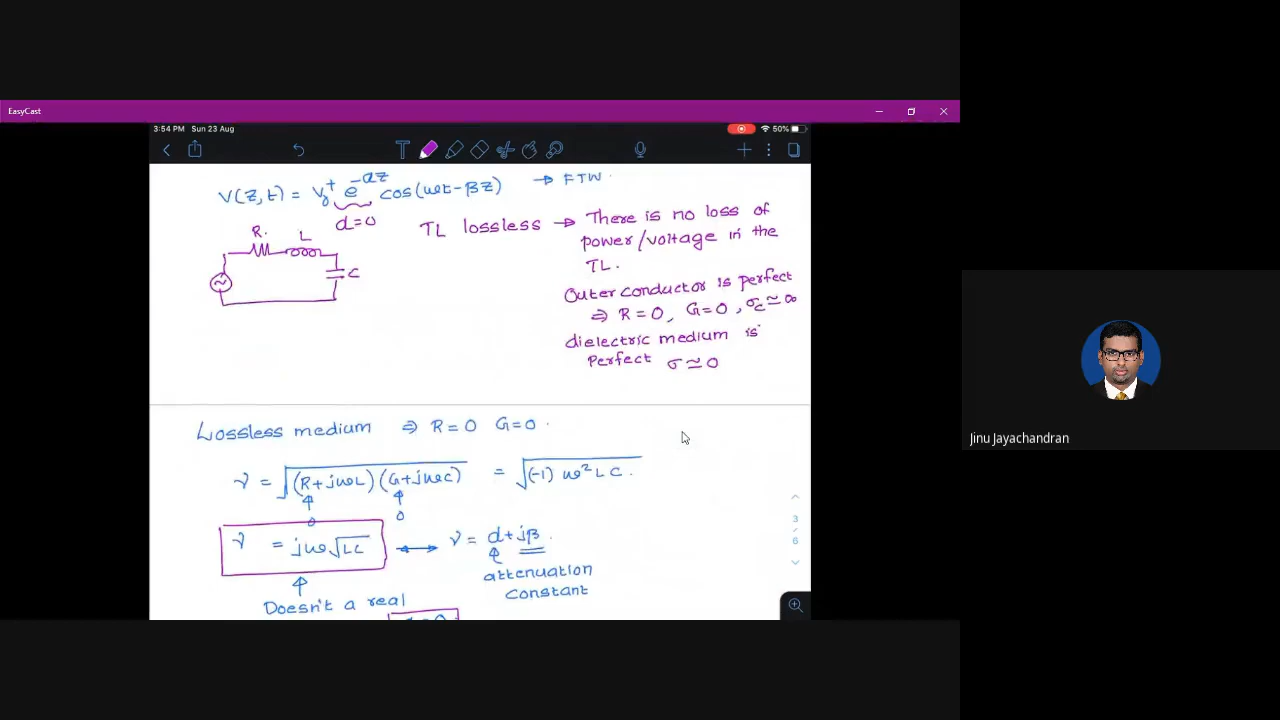 EasyCast
3:54 PM Sun 23 Aug
50%
V(z,t) = V₀⁺ e^-αz cos(ωt-βz) → FTW.
α=0
R. L
C
TL lossless → There is no loss of
power/voltage in the
TL.
Outer conductor is perfect
⇒ R=0, G=0, σc≃∞
dielectric medium is
perfect σ≃0
Lossless medium ⇒ R=0 G=0.
γ = √(R+jωL)(G+jωC) = √(-1) ω²LC.
0 0
γ = jω√LC ↔ γ = α+jβ.
attenuation
constant
Doesn't a real
3
6
Jinu Jayachandran